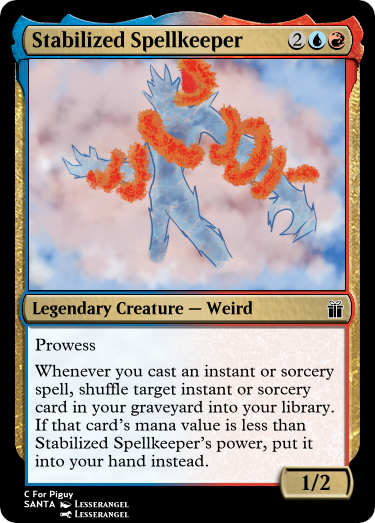 Stabilized Spellkeeper 2
Legendary Creature — Weird
Prowess
Whenever you cast an instant or sorcery
spell, shuffle target instant or sorcery
card in your graveyard into your library.
If that card's mana value is less than
Stabilized Spellkeeper's power, put it
into your hand instead.
1/2
C For Piguy
SANTA Lesserangel
Lesserangel